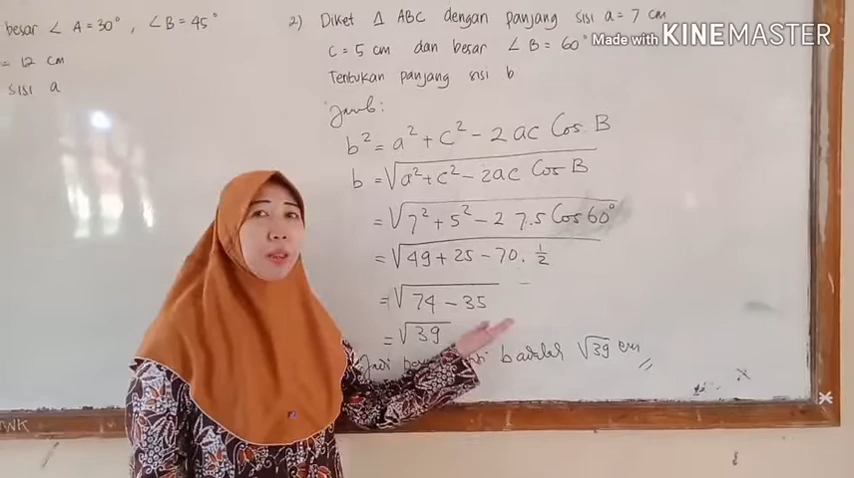 besar ∠ A = 30°, ∠B = 45°
= 12 cm
sisi a
2) Diket Δ ABC dengan panjang sisi a = 7 cm
c = 5 cm dan besar ∠ B = 60°
Tentukan panjang sisi b
Jawab:
b² = a² + c² - 2 ac Cos B
b = √a² + c² - 2ac Cos B
= √7² + 5² - 2 7.5 Cos 60°
= √49 + 25 - 70. 1/2
= √74 - 35
= √39
Jadi b adalah √39 cm
Made with KINEMASTER